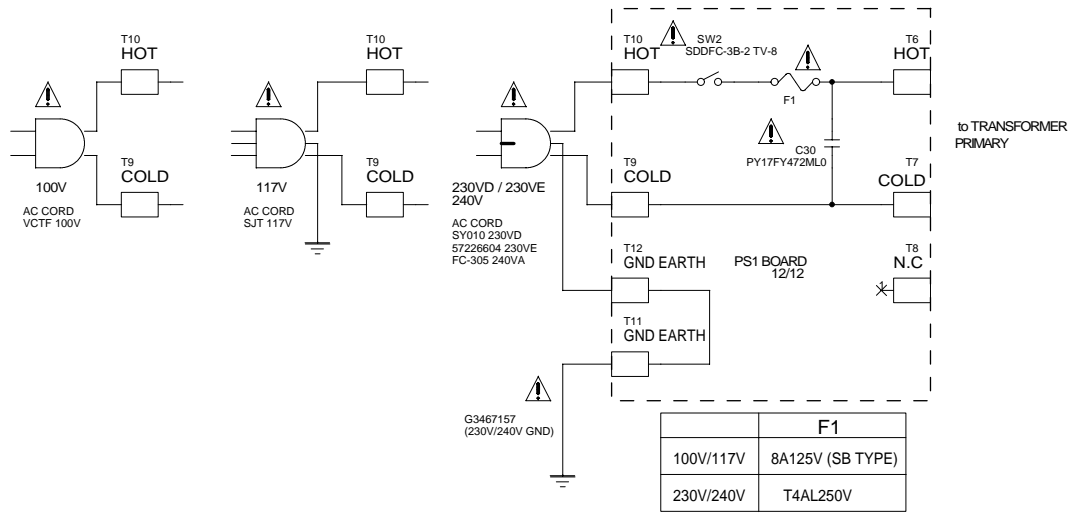 T10
HOT
T9
COLD
100V
AC CORD
VCTF 100V
T10
HOT
T9
COLD
117V
AC CORD
SJT 117V
T10
HOT
SW2
SDDFC-3B-2 TV-8
F1
T6
HOT
C30
PY17FY472ML0
to TRANSFORMER
PRIMARY
T9
COLD
T7
COLD
230VD / 230VE
240V
AC CORD
SY010 230VD
57226604 230VE
FC-305 240VA
T12
GND EARTH
PS1 BOARD
12/12
T8
N.C
1
T11
GND EARTH
G3467157
(230V/240V GND)
F1
100V/117V 8A125V (SB TYPE)
230V/240V T4AL250V